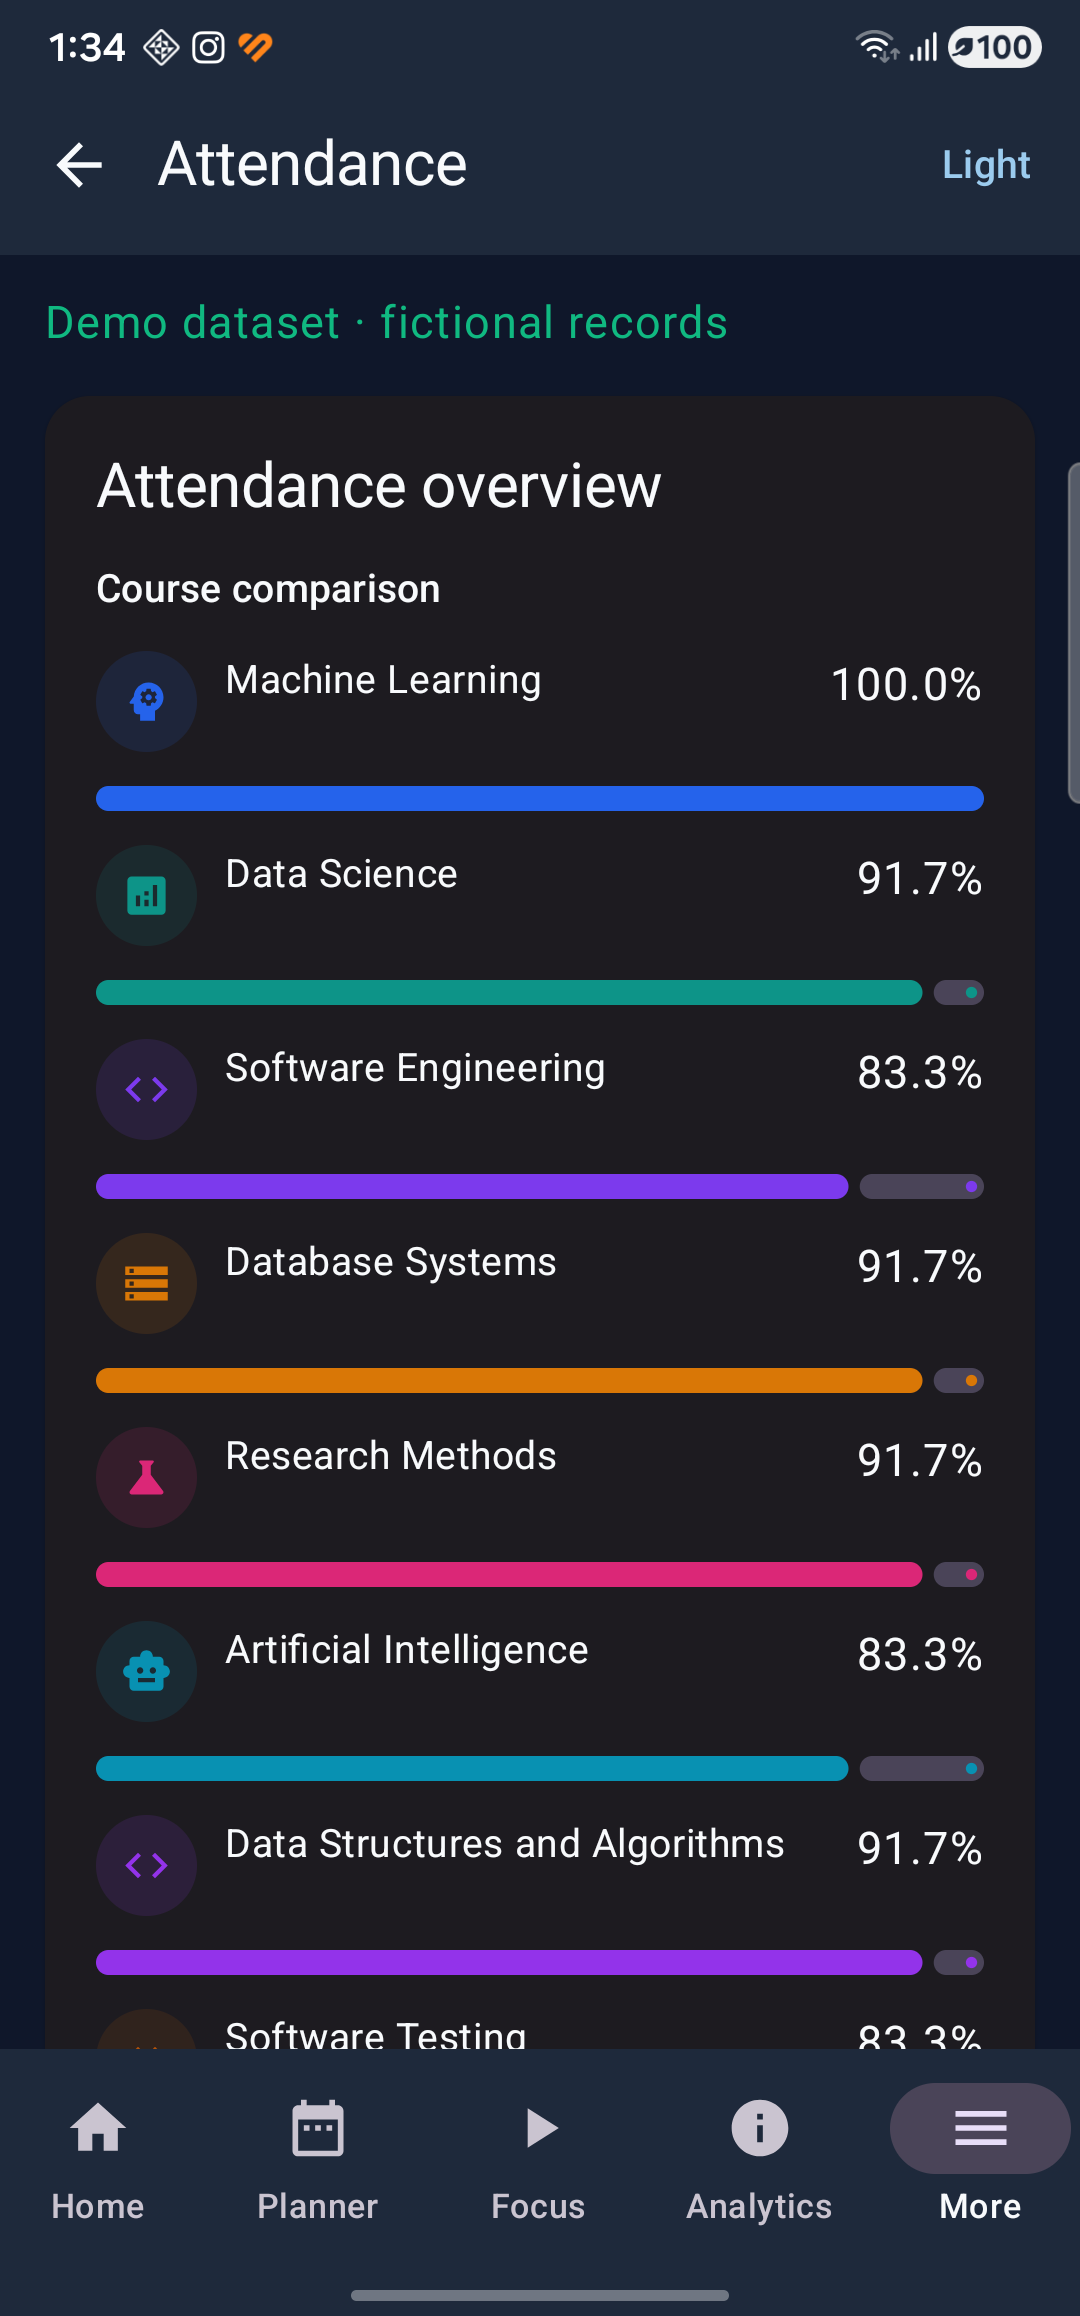 1:34
100
Attendance
Light
Demo dataset · fictional records
Attendance overview
Course comparison
Machine Learning 100.0%
Data Science 91.7%
Software Engineering 83.3%
Database Systems 91.7%
Research Methods 91.7%
Artificial Intelligence 83.3%
Data Structures and Algorithms 91.7%
Software Testing 83.3%
Home Planner Focus Analytics More